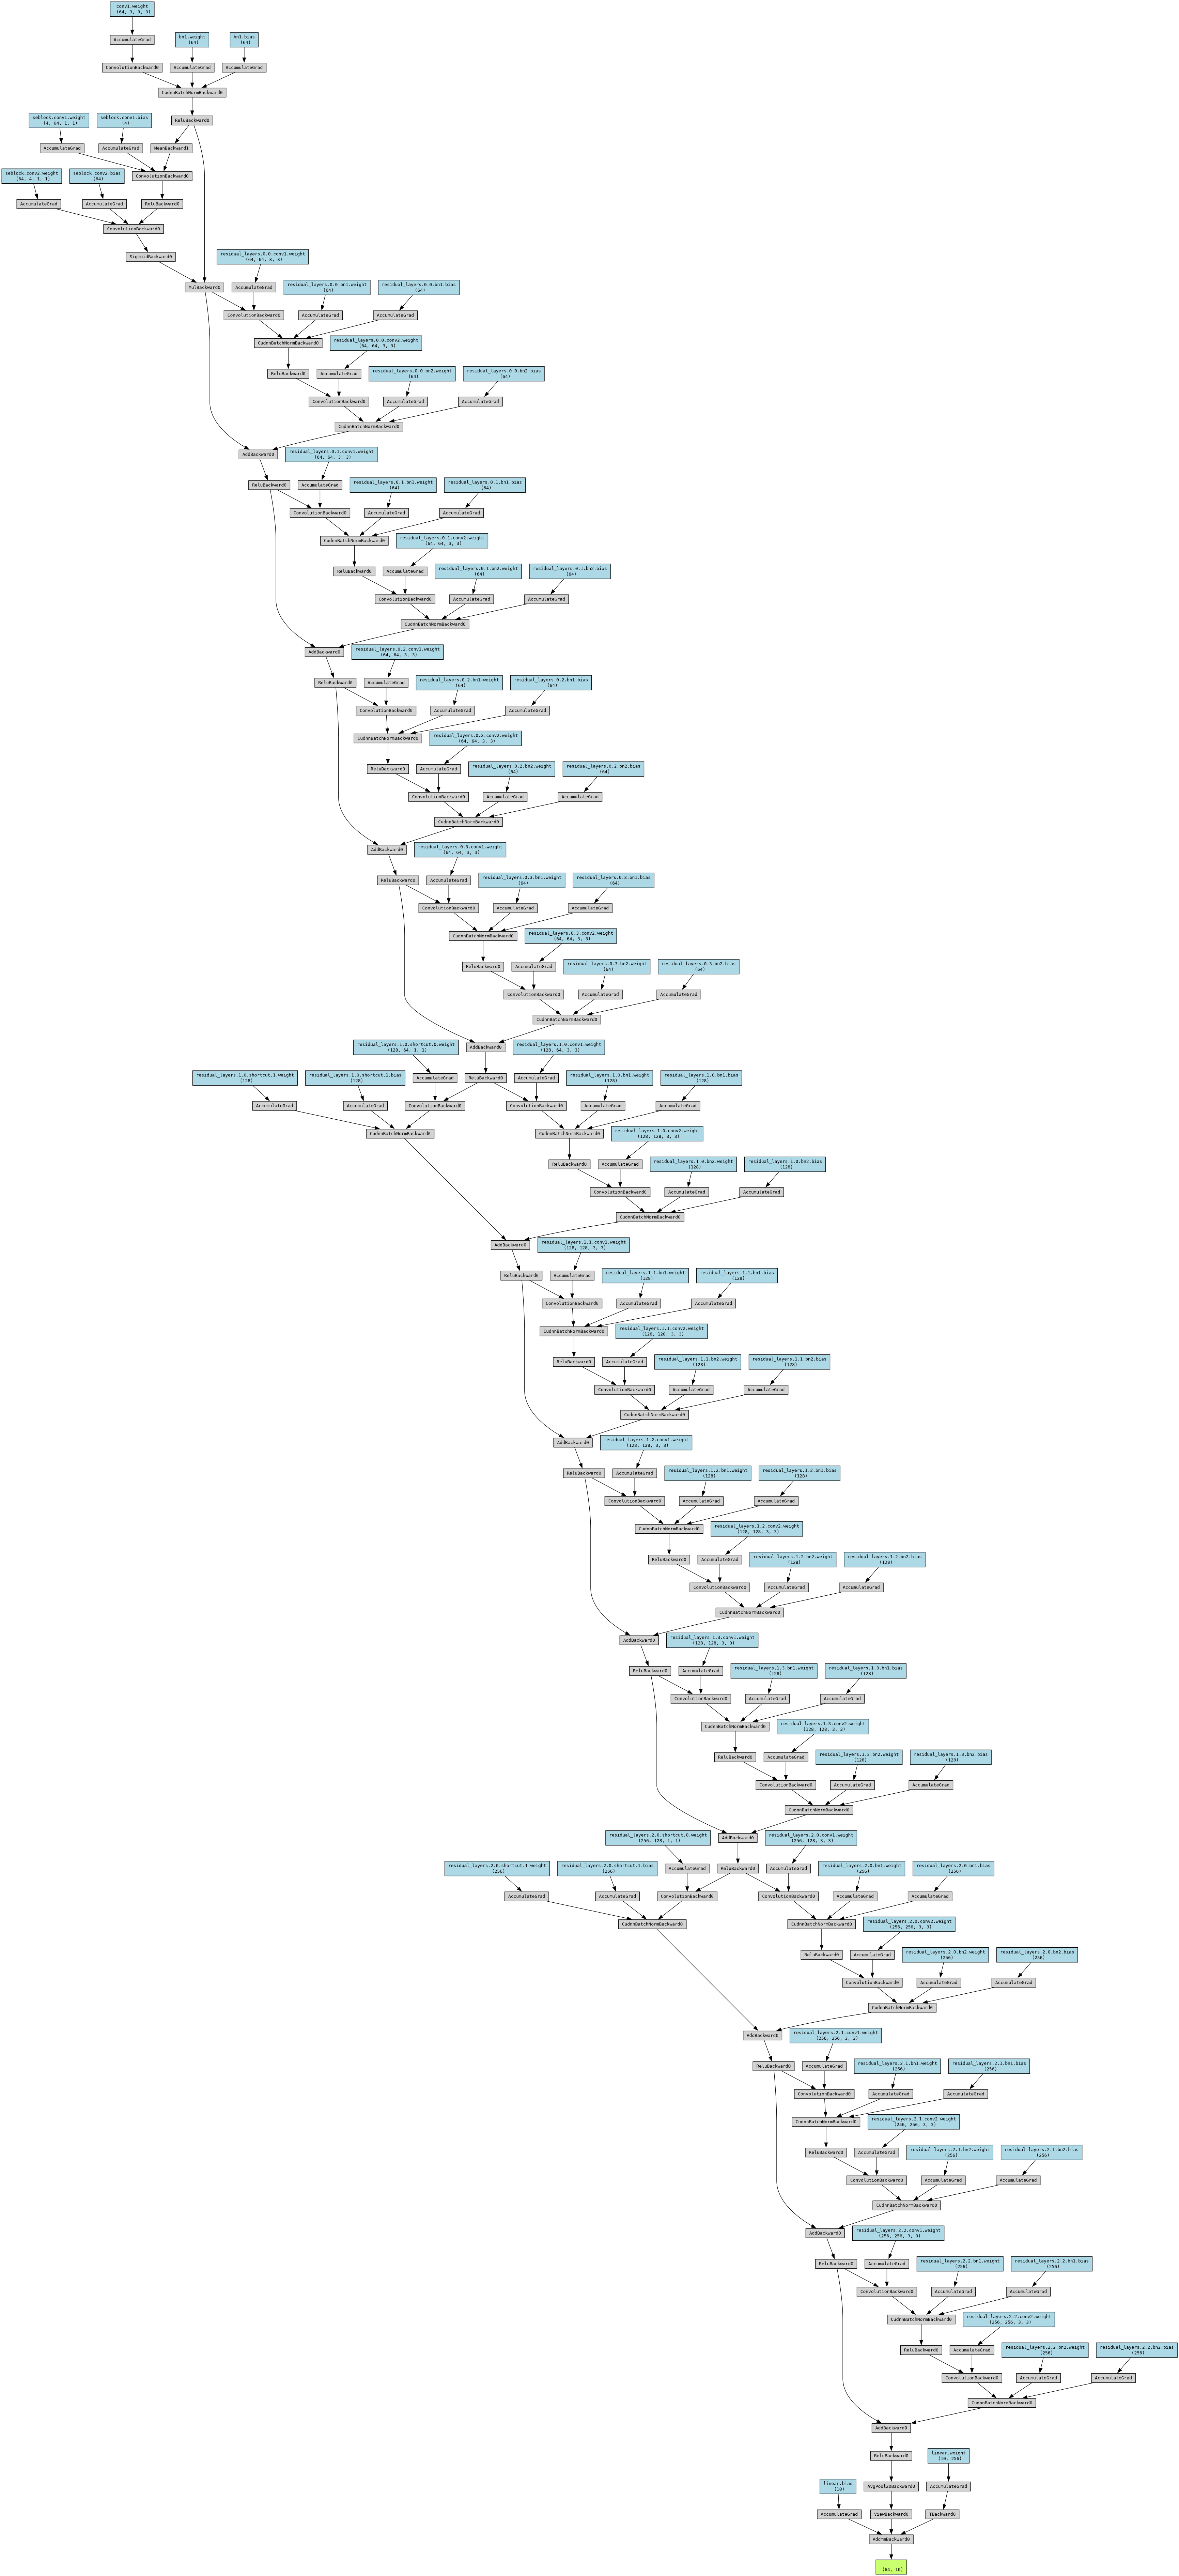 conv1.weight
(64, 3, 3, 3)
AccumulateGrad
bn1.weight
(64)
bn1.bias
(64)
ConvolutionBackward0
AccumulateGrad
AccumulateGrad
CudnnBatchNormBackward0
ReluBackward0
seblock.conv1.weight
(4, 64, 1, 1)
seblock.conv1.bias
(4)
AccumulateGrad
AccumulateGrad
MeanBackward1
ConvolutionBackward0
seblock.conv2.weight
(64, 4, 1, 1)
seblock.conv2.bias
(64)
AccumulateGrad
AccumulateGrad
ReluBackward0
ConvolutionBackward0
SigmoidBackward0
residual_layers.0.0.conv1.weight
(64, 64, 3, 3)
MulBackward0
AccumulateGrad
residual_layers.0.0.bn1.weight
(64)
residual_layers.0.0.bn1.bias
(64)
ConvolutionBackward0
AccumulateGrad
AccumulateGrad
CudnnBatchNormBackward0
residual_layers.0.0.conv2.weight
(64, 64, 3, 3)
ReluBackward0
AccumulateGrad
residual_layers.0.0.bn2.weight
(64)
residual_layers.0.0.bn2.bias
(64)
ConvolutionBackward0
AccumulateGrad
AccumulateGrad
CudnnBatchNormBackward0
AddBackward0
residual_layers.0.1.conv1.weight
(64, 64, 3, 3)
ReluBackward0
AccumulateGrad
residual_layers.0.1.bn1.weight
(64)
residual_layers.0.1.bn1.bias
(64)
ConvolutionBackward0
AccumulateGrad
AccumulateGrad
CudnnBatchNormBackward0
residual_layers.0.1.conv2.weight
(64, 64, 3, 3)
ReluBackward0
AccumulateGrad
residual_layers.0.1.bn2.weight
(64)
residual_layers.0.1.bn2.bias
(64)
ConvolutionBackward0
AccumulateGrad
AccumulateGrad
CudnnBatchNormBackward0
AddBackward0
residual_layers.0.2.conv1.weight
(64, 64, 3, 3)
ReluBackward0
AccumulateGrad
residual_layers.0.2.bn1.weight
(64)
residual_layers.0.2.bn1.bias
(64)
ConvolutionBackward0
AccumulateGrad
AccumulateGrad
CudnnBatchNormBackward0
residual_layers.0.2.conv2.weight
(64, 64, 3, 3)
ReluBackward0
AccumulateGrad
residual_layers.0.2.bn2.weight
(64)
residual_layers.0.2.bn2.bias
(64)
ConvolutionBackward0
AccumulateGrad
AccumulateGrad
CudnnBatchNormBackward0
AddBackward0
residual_layers.0.3.conv1.weight
(64, 64, 3, 3)
ReluBackward0
AccumulateGrad
residual_layers.0.3.bn1.weight
(64)
residual_layers.0.3.bn1.bias
(64)
ConvolutionBackward0
AccumulateGrad
AccumulateGrad
CudnnBatchNormBackward0
residual_layers.0.3.conv2.weight
(64, 64, 3, 3)
ReluBackward0
AccumulateGrad
residual_layers.0.3.bn2.weight
(64)
residual_layers.0.3.bn2.bias
(64)
ConvolutionBackward0
AccumulateGrad
AccumulateGrad
CudnnBatchNormBackward0
residual_layers.1.0.shortcut.0.weight
(128, 64, 1, 1)
AddBackward0
residual_layers.1.0.conv1.weight
(128, 64, 3, 3)
residual_layers.1.0.shortcut.1.weight
(128)
residual_layers.1.0.shortcut.1.bias
(128)
AccumulateGrad
ReluBackward0
AccumulateGrad
residual_layers.1.0.bn1.weight
(128)
residual_layers.1.0.bn1.bias
(128)
AccumulateGrad
AccumulateGrad
ConvolutionBackward0
ConvolutionBackward0
AccumulateGrad
AccumulateGrad
CudnnBatchNormBackward0
CudnnBatchNormBackward0
residual_layers.1.0.conv2.weight
(128, 128, 3, 3)
ReluBackward0
AccumulateGrad
residual_layers.1.0.bn2.weight
(128)
residual_layers.1.0.bn2.bias
(128)
ConvolutionBackward0
AccumulateGrad
AccumulateGrad
CudnnBatchNormBackward0
AddBackward0
residual_layers.1.1.conv1.weight
(128, 128, 3, 3)
ReluBackward0
AccumulateGrad
residual_layers.1.1.bn1.weight
(128)
residual_layers.1.1.bn1.bias
(128)
ConvolutionBackward0
AccumulateGrad
AccumulateGrad
CudnnBatchNormBackward0
residual_layers.1.1.conv2.weight
(128, 128, 3, 3)
ReluBackward0
AccumulateGrad
residual_layers.1.1.bn2.weight
(128)
residual_layers.1.1.bn2.bias
(128)
ConvolutionBackward0
AccumulateGrad
AccumulateGrad
CudnnBatchNormBackward0
AddBackward0
residual_layers.1.2.conv1.weight
(128, 128, 3, 3)
ReluBackward0
AccumulateGrad
residual_layers.1.2.bn1.weight
(128)
residual_layers.1.2.bn1.bias
(128)
ConvolutionBackward0
AccumulateGrad
AccumulateGrad
CudnnBatchNormBackward0
residual_layers.1.2.conv2.weight
(128, 128, 3, 3)
ReluBackward0
AccumulateGrad
residual_layers.1.2.bn2.weight
(128)
residual_layers.1.2.bn2.bias
(128)
ConvolutionBackward0
AccumulateGrad
AccumulateGrad
CudnnBatchNormBackward0
AddBackward0
residual_layers.1.3.conv1.weight
(128, 128, 3, 3)
ReluBackward0
AccumulateGrad
residual_layers.1.3.bn1.weight
(128)
residual_layers.1.3.bn1.bias
(128)
ConvolutionBackward0
AccumulateGrad
AccumulateGrad
CudnnBatchNormBackward0
residual_layers.1.3.conv2.weight
(128, 128, 3, 3)
ReluBackward0
AccumulateGrad
residual_layers.1.3.bn2.weight
(128)
residual_layers.1.3.bn2.bias
(128)
ConvolutionBackward0
AccumulateGrad
AccumulateGrad
CudnnBatchNormBackward0
residual_layers.2.0.shortcut.0.weight
(256, 128, 1, 1)
AddBackward0
residual_layers.2.0.conv1.weight
(256, 128, 3, 3)
residual_layers.2.0.shortcut.1.weight
(256)
residual_layers.2.0.shortcut.1.bias
(256)
AccumulateGrad
ReluBackward0
AccumulateGrad
residual_layers.2.0.bn1.weight
(256)
residual_layers.2.0.bn1.bias
(256)
AccumulateGrad
AccumulateGrad
ConvolutionBackward0
ConvolutionBackward0
AccumulateGrad
AccumulateGrad
CudnnBatchNormBackward0
CudnnBatchNormBackward0
residual_layers.2.0.conv2.weight
(256, 256, 3, 3)
ReluBackward0
AccumulateGrad
residual_layers.2.0.bn2.weight
(256)
residual_layers.2.0.bn2.bias
(256)
ConvolutionBackward0
AccumulateGrad
AccumulateGrad
CudnnBatchNormBackward0
AddBackward0
residual_layers.2.1.conv1.weight
(256, 256, 3, 3)
ReluBackward0
AccumulateGrad
residual_layers.2.1.bn1.weight
(256)
residual_layers.2.1.bn1.bias
(256)
ConvolutionBackward0
AccumulateGrad
AccumulateGrad
CudnnBatchNormBackward0
residual_layers.2.1.conv2.weight
(256, 256, 3, 3)
ReluBackward0
AccumulateGrad
residual_layers.2.1.bn2.weight
(256)
residual_layers.2.1.bn2.bias
(256)
ConvolutionBackward0
AccumulateGrad
AccumulateGrad
CudnnBatchNormBackward0
AddBackward0
residual_layers.2.2.conv1.weight
(256, 256, 3, 3)
ReluBackward0
AccumulateGrad
residual_layers.2.2.bn1.weight
(256)
residual_layers.2.2.bn1.bias
(256)
ConvolutionBackward0
AccumulateGrad
AccumulateGrad
CudnnBatchNormBackward0
residual_layers.2.2.conv2.weight
(256, 256, 3, 3)
ReluBackward0
AccumulateGrad
residual_layers.2.2.bn2.weight
(256)
residual_layers.2.2.bn2.bias
(256)
ConvolutionBackward0
AccumulateGrad
AccumulateGrad
CudnnBatchNormBackward0
AddBackward0
ReluBackward0
linear.weight
(10, 256)
linear.bias
(10)
AvgPool2DBackward0
AccumulateGrad
AccumulateGrad
ViewBackward0
TBackward0
AddmmBackward0
(64, 10)